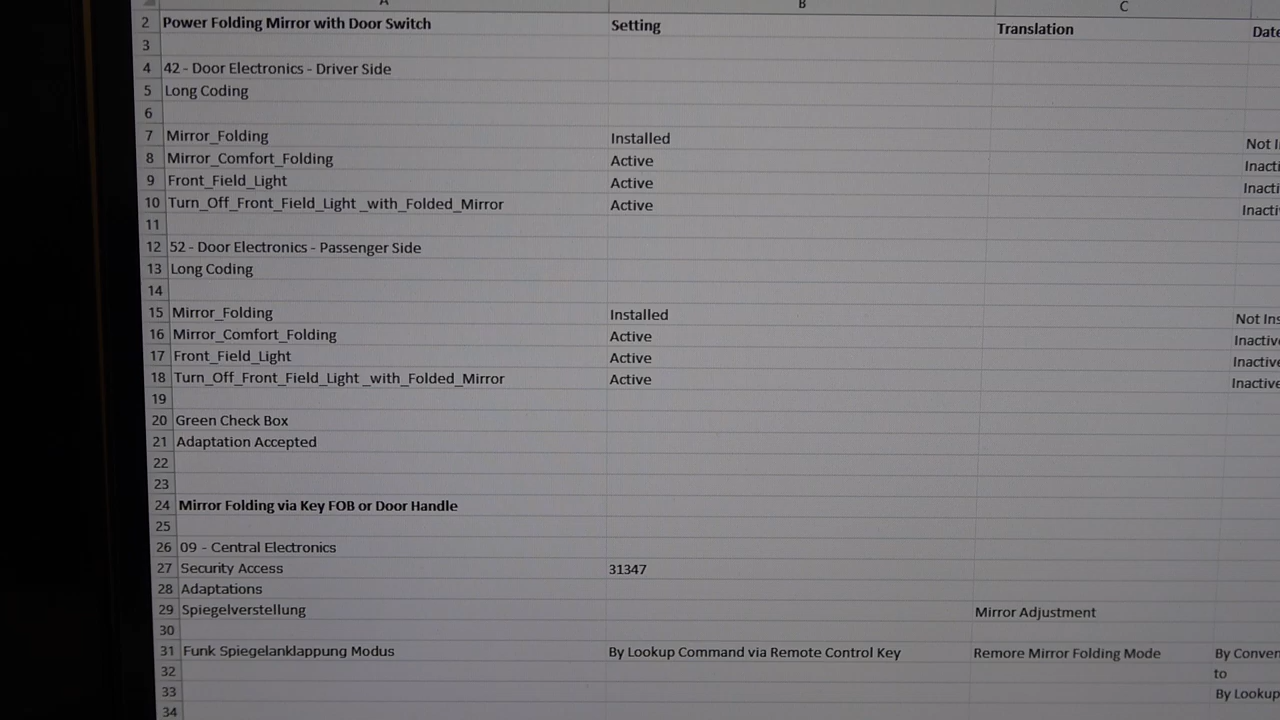 A B C
2 Power Folding Mirror with Door Switch Setting Translation Date
3
4 42 - Door Electronics - Driver Side
5 Long Coding
6
7 Mirror_Folding Installed Not I
8 Mirror_Comfort_Folding Active Inacti
9 Front_Field_Light Active Inacti
10 Turn_Off_Front_Field_Light _with_Folded_Mirror Active Inacti
11
12 52 - Door Electronics - Passenger Side
13 Long Coding
14
15 Mirror_Folding Installed Not Ins
16 Mirror_Comfort_Folding Active Inactive
17 Front_Field_Light Active Inactive
18 Turn_Off_Front_Field_Light _with_Folded_Mirror Active Inactive
19
20 Green Check Box
21 Adaptation Accepted
22
23
24 Mirror Folding via Key FOB or Door Handle
25
26 09 - Central Electronics
27 Security Access 31347
28 Adaptations
29 Spiegelverstellung Mirror Adjustment
30
31 Funk Spiegelanklappung Modus By Lookup Command via Remote Control Key Remore Mirror Folding Mode By Conven
32 to
33 By Lookup
34